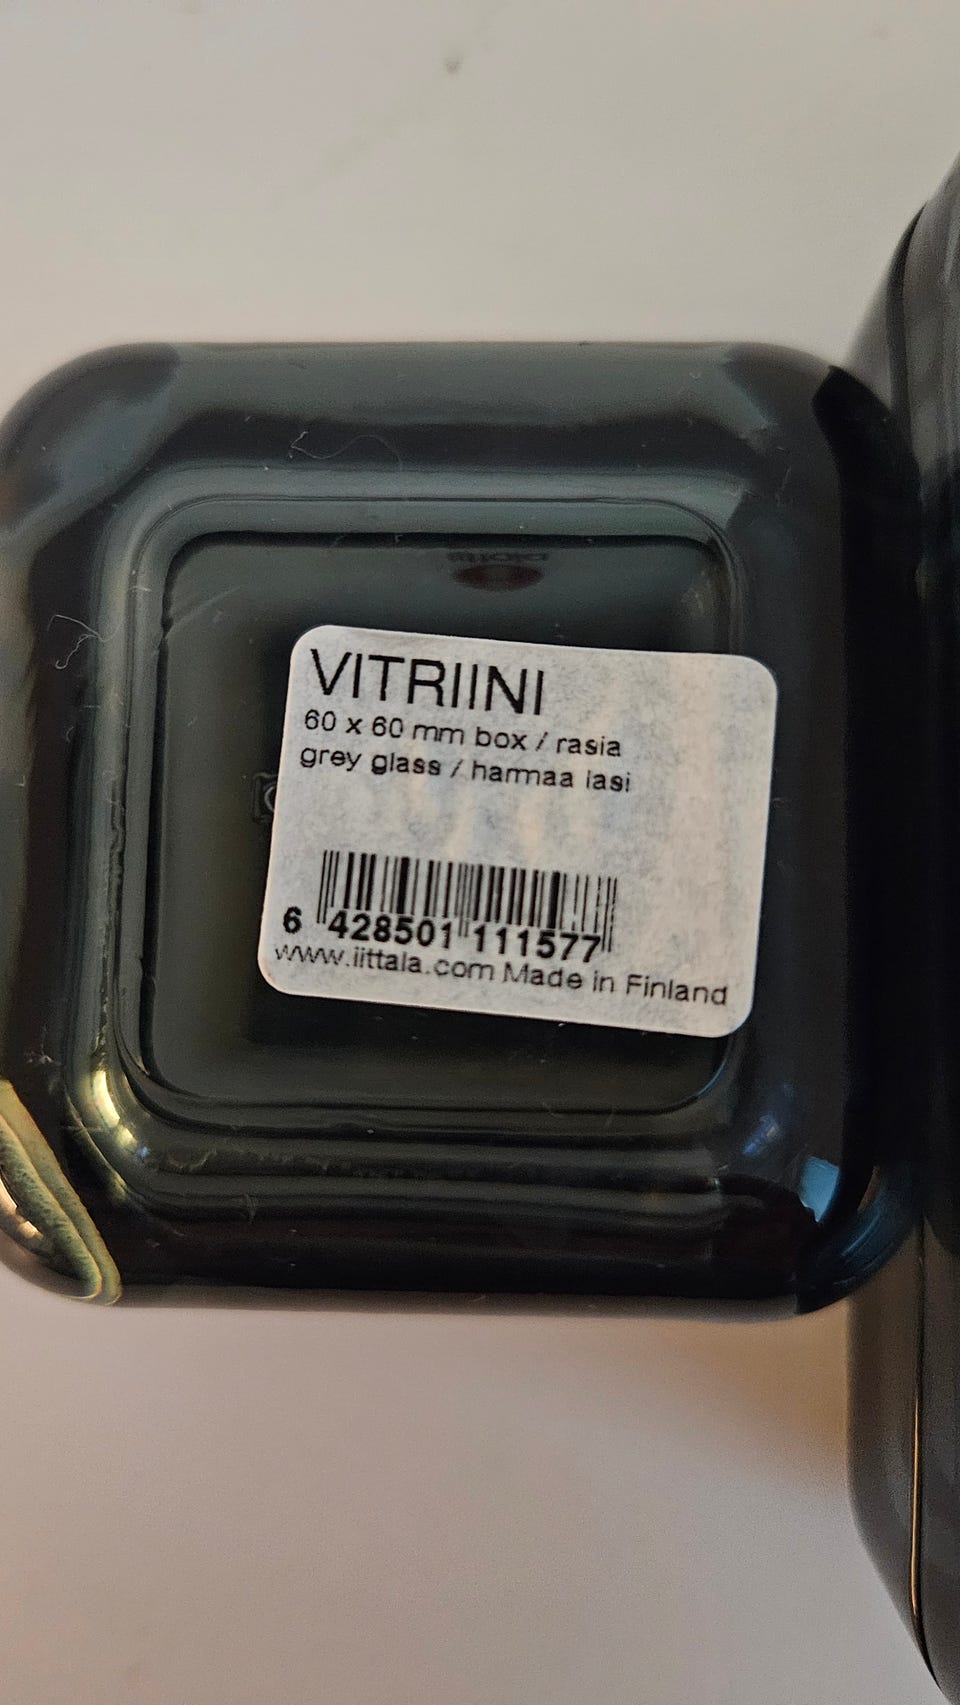 VITRIINI
60 x 60 mm box / rasia
grey glass / harmaa lasi
6 428501 111577
www.iittala.com Made in Finland